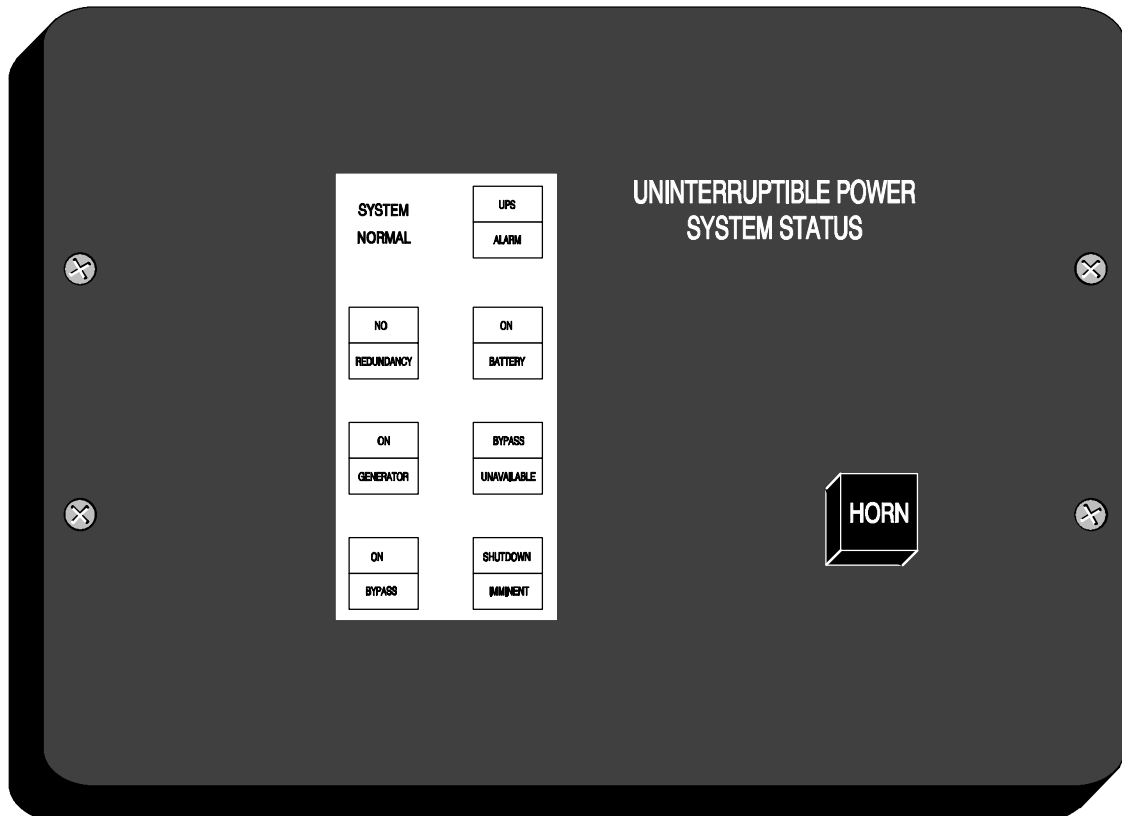 UNINTERRUPTIBLE POWER
SYSTEM STATUS
SYSTEM
NORMAL
UPS
ALARM
NO
REDUNDANCY
ON
BATTERY
ON
GENERATOR
BYPASS
UNAVAILABLE
ON
BYPASS
SHUTDOWN
IMMINENT
HORN